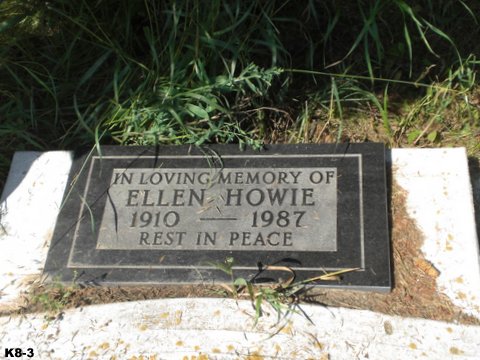 IN LOVING MEMORY OF
ELLEN HOWIE
1910 — 1987
REST IN PEACE
K8-3